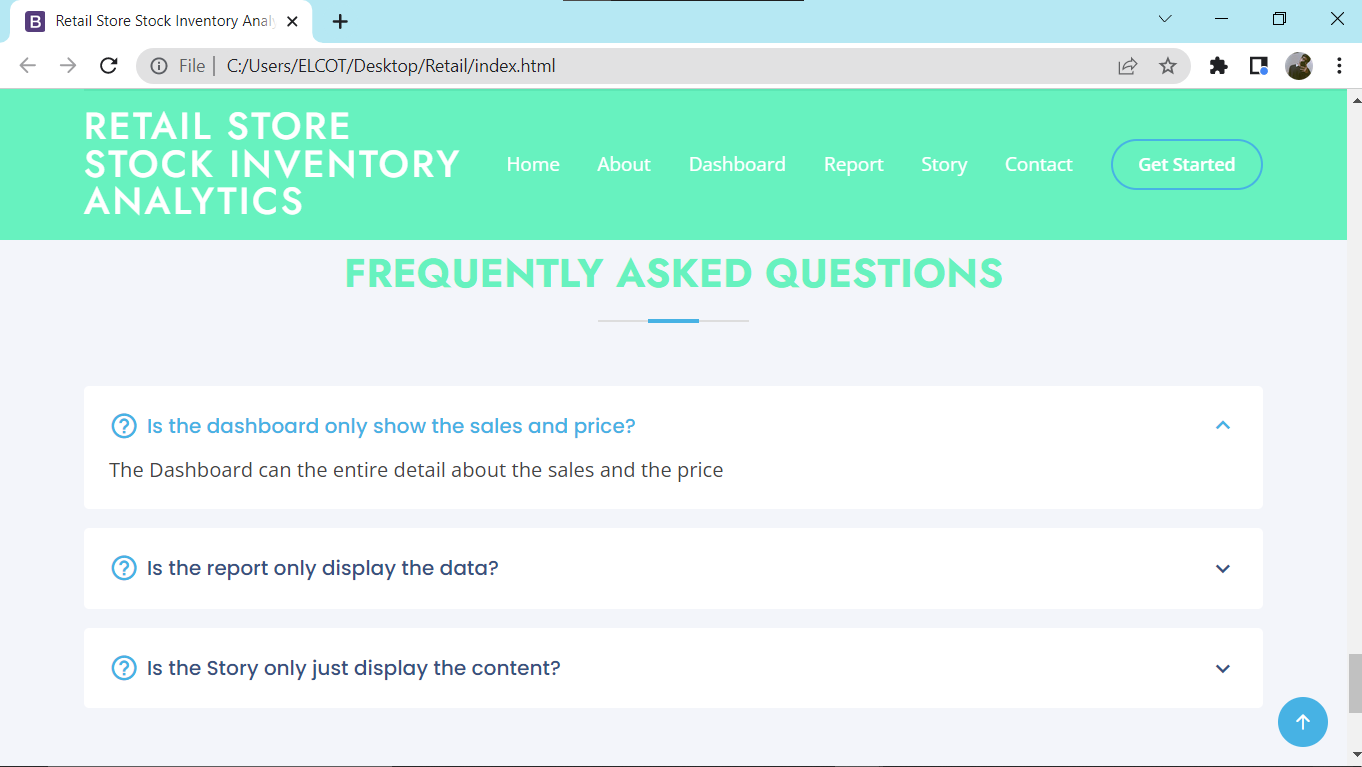 Retail Store Stock Inventory Anal
File
C:/Users/ELCOT/Desktop/Retail/index.html
RETAIL STORE
STOCK INVENTORY
ANALYTICS
Home About Dashboard Report Story Contact Get Started
FREQUENTLY ASKED QUESTIONS
Is the dashboard only show the sales and price?
The Dashboard can the entire detail about the sales and the price
Is the report only display the data?
Is the Story only just display the content?